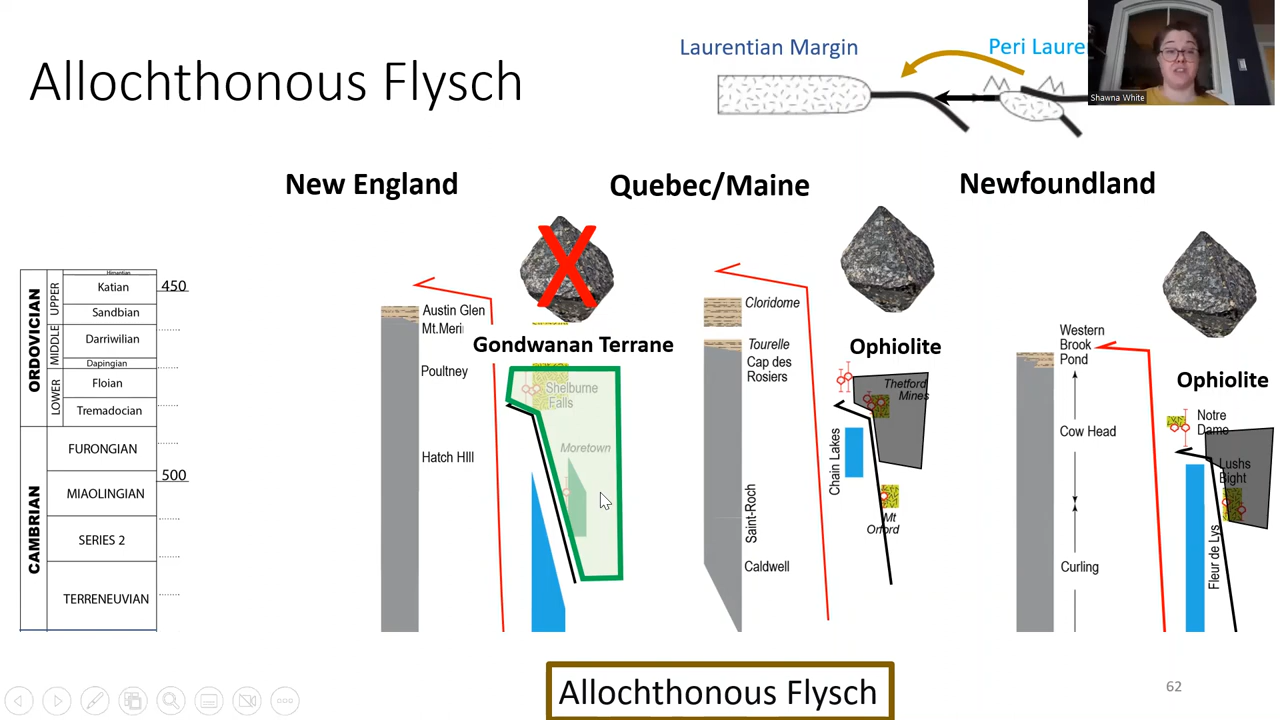 Allochthonous Flysch
Laurentian Margin
Peri Laure
Shawna White
New England
Quebec/Maine
Newfoundland
ORDOVICIAN
UPPER
MIDDLE
LOWER
Hirnantian
Katian
Sandbian
Darriwilian
Dapingian
Floian
Tremadocian
450
CAMBRIAN
FURONGIAN
MIAOLINGIAN
SERIES 2
TERRENEUVIAN
500
Austin Glen
Mt.Meri
Poultney
Hatch HIll
X
Gondwanan Terrane
Shelburne
Falls
Moretown
Cloridome
Tourelle
Cap des
Rosiers
Saint-Roch
Caldwell
Ophiolite
Thetford
Mines
Chain Lakes
Mt
Orford
Western
Brook
Pond
Cow Head
Curling
Ophiolite
Notre
Dame
Lushs
Bight
Fleur de Lys
Allochthonous Flysch
62